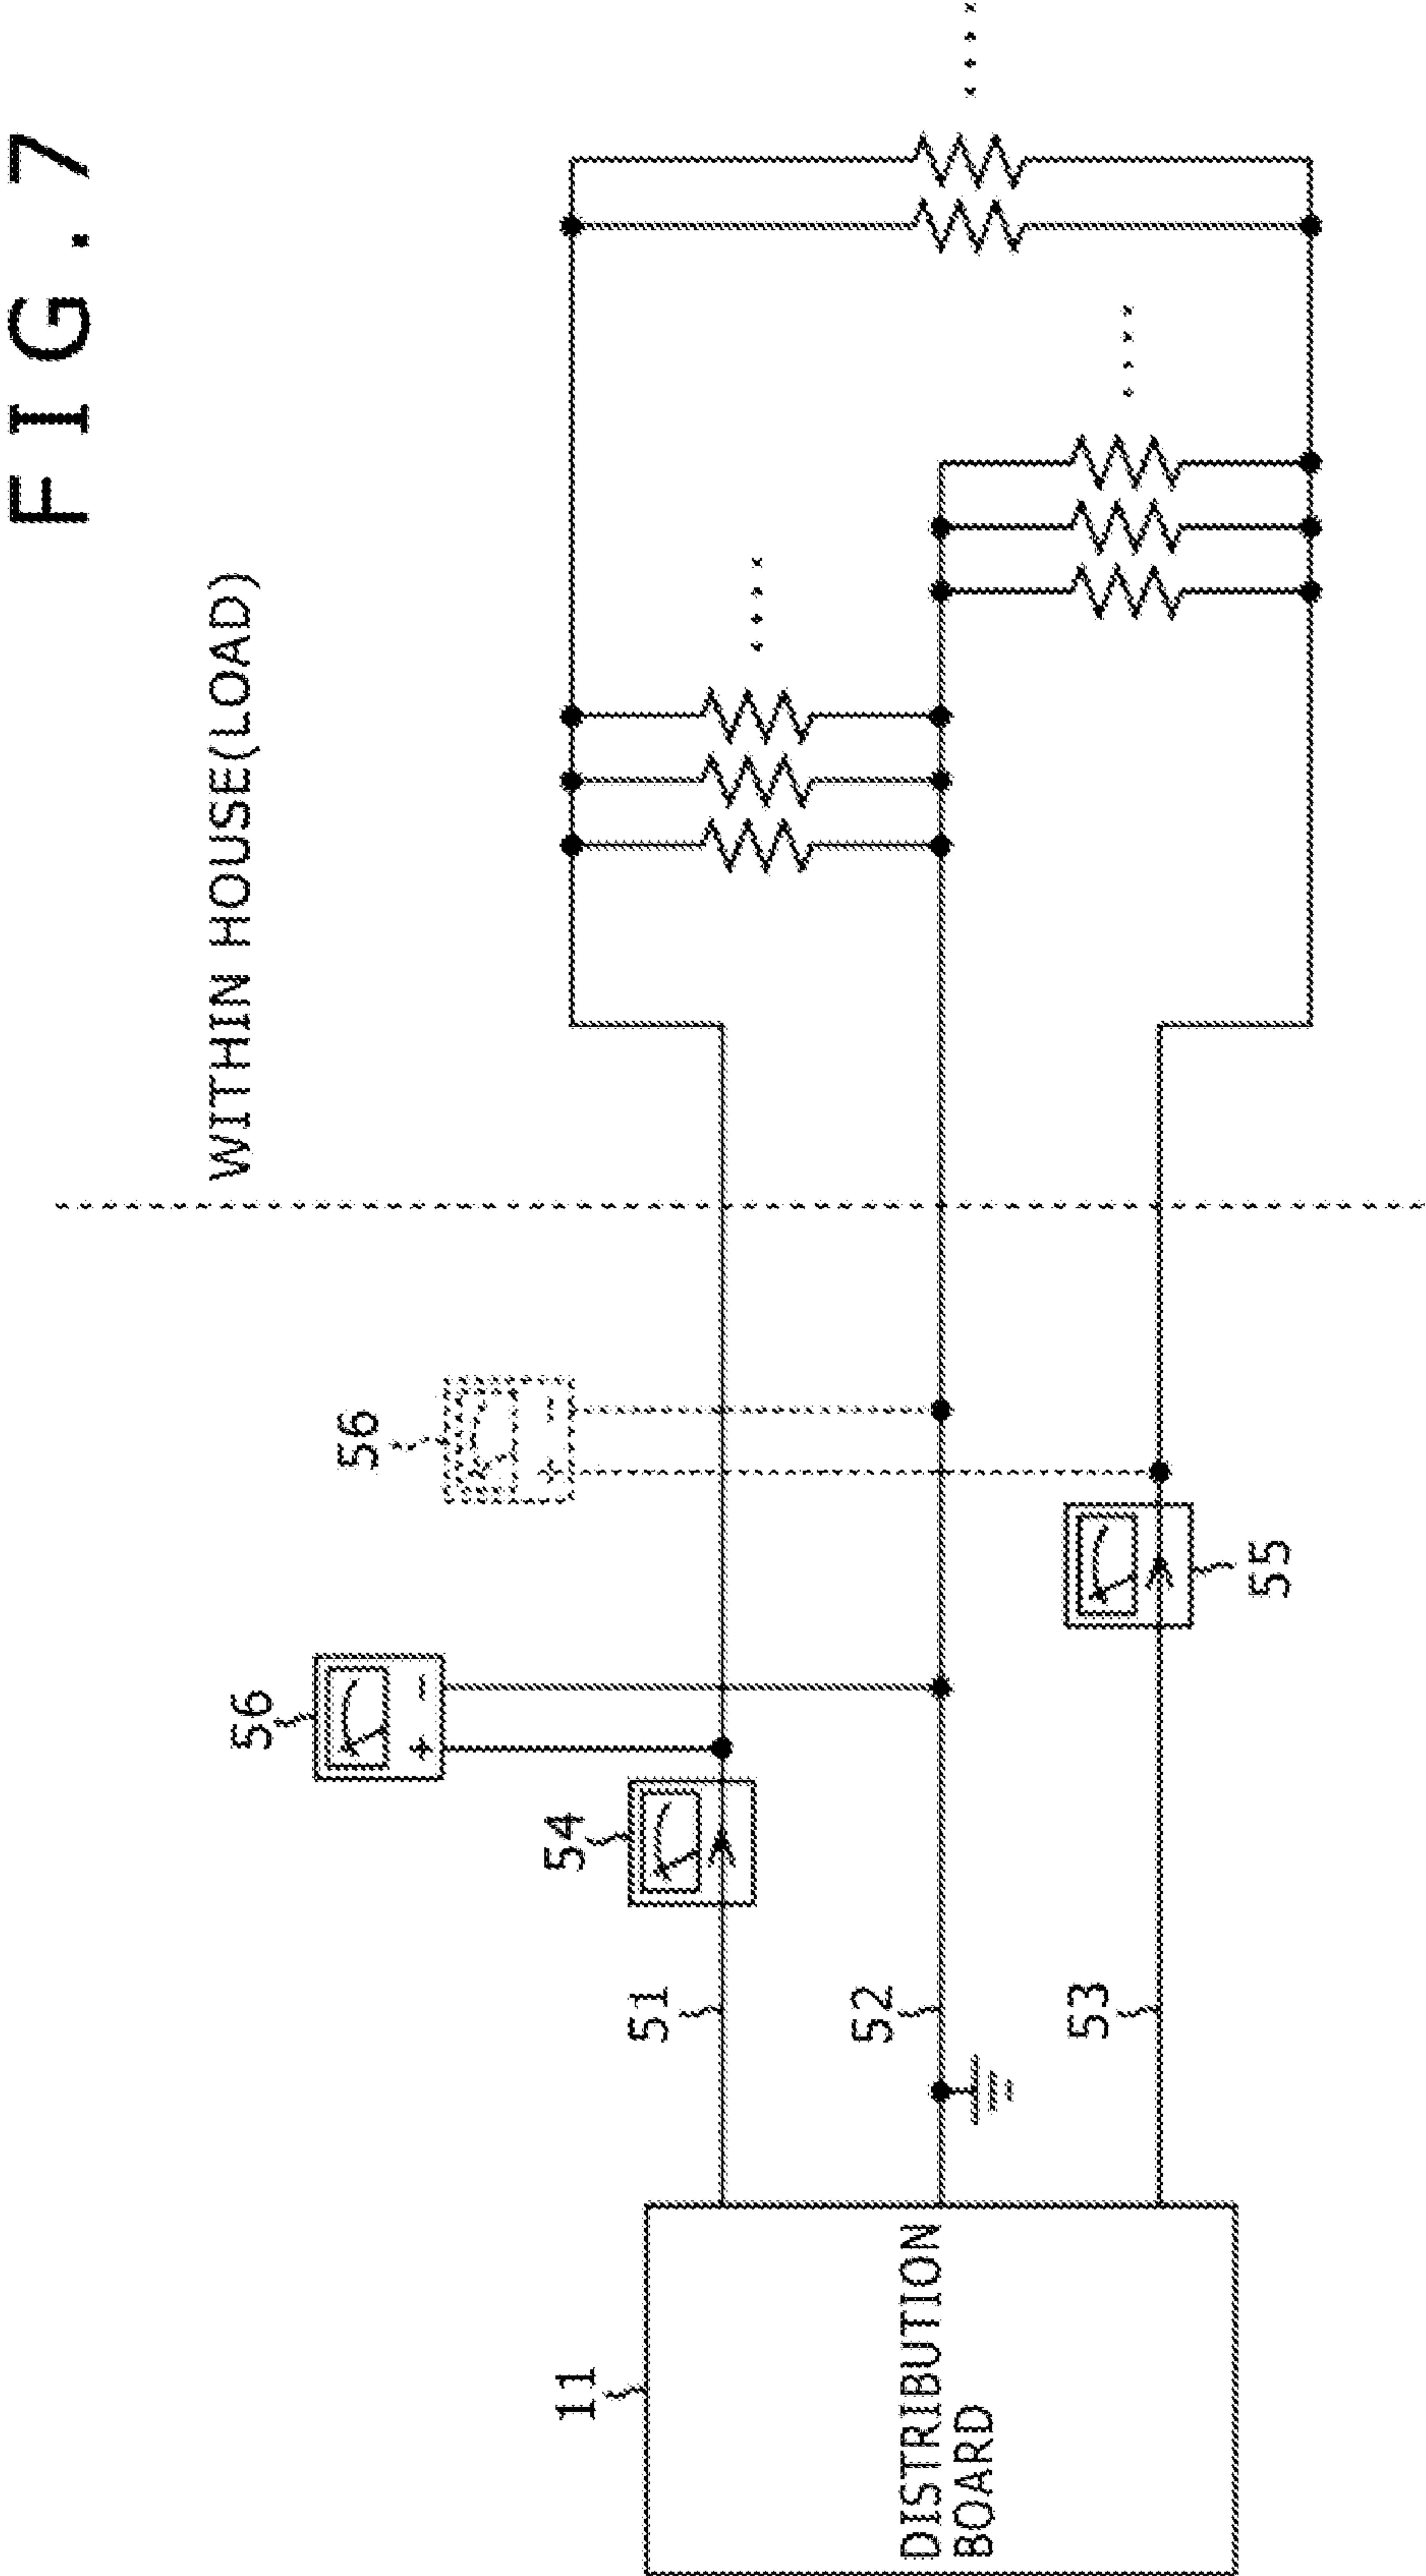 FIG. 7
WITHIN HOUSE(LOAD)
56
56
54
55
51
52
53
11
DISTRIBUTION
BOARD
+ −
+ −